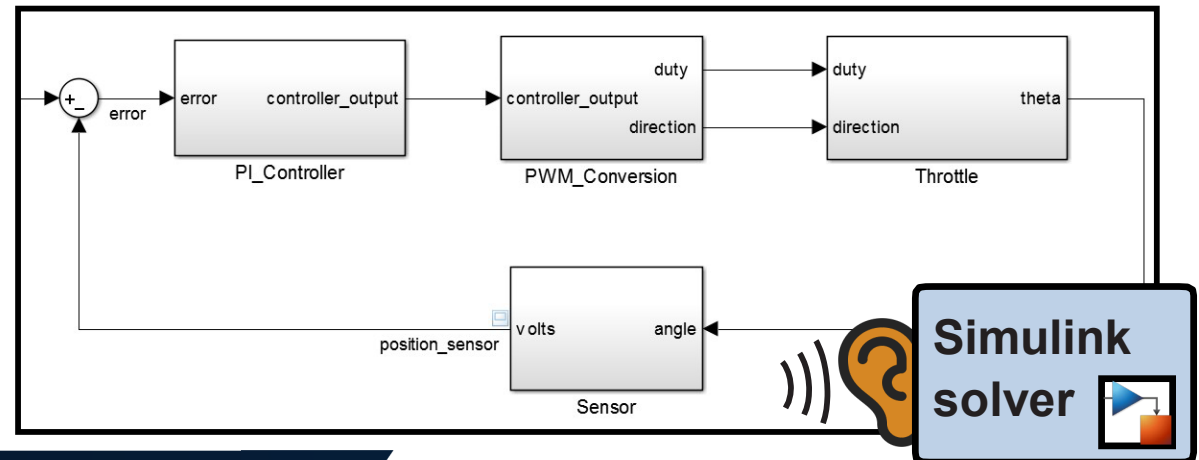 duty
duty
+
_
error
error
controller_output
controller_output
theta
direction
direction
PI_Controller
PWM_Conversion
Throttle
volts
angle
position_sensor
Sensor
Simulink
solver